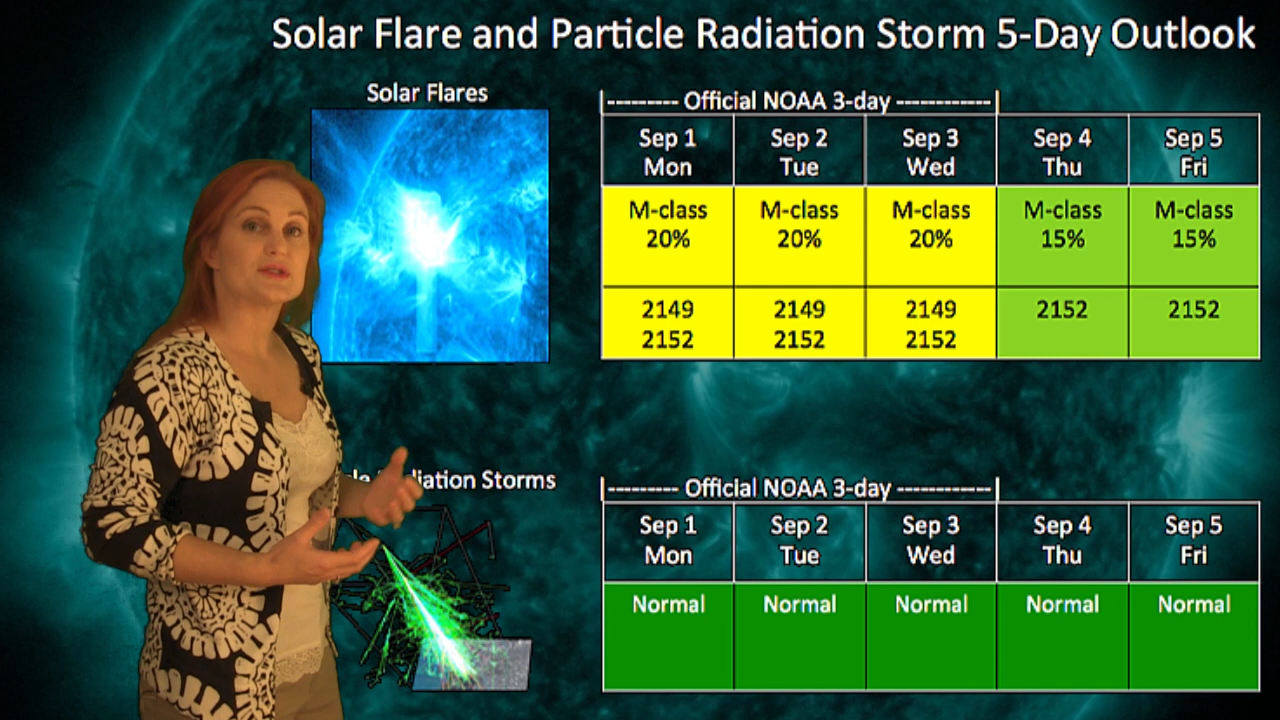 Solar Flare and Particle Radiation Storm 5-Day Outlook
Solar Flares
|--------- Official NOAA 3-day ------------|
Sep 1 Sep 2 Sep 3 Sep 4 Sep 5
Mon Tue Wed Thu Fri
M-class M-class M-class M-class M-class
20% 20% 20% 15% 15%
2149 2149 2149 2152 2152
2152 2152 2152
Storms
|--------- Official NOAA 3-day ------------|
Sep 1 Sep 2 Sep 3 Sep 4 Sep 5
Mon Tue Wed Thu Fri
Normal Normal Normal Normal Normal